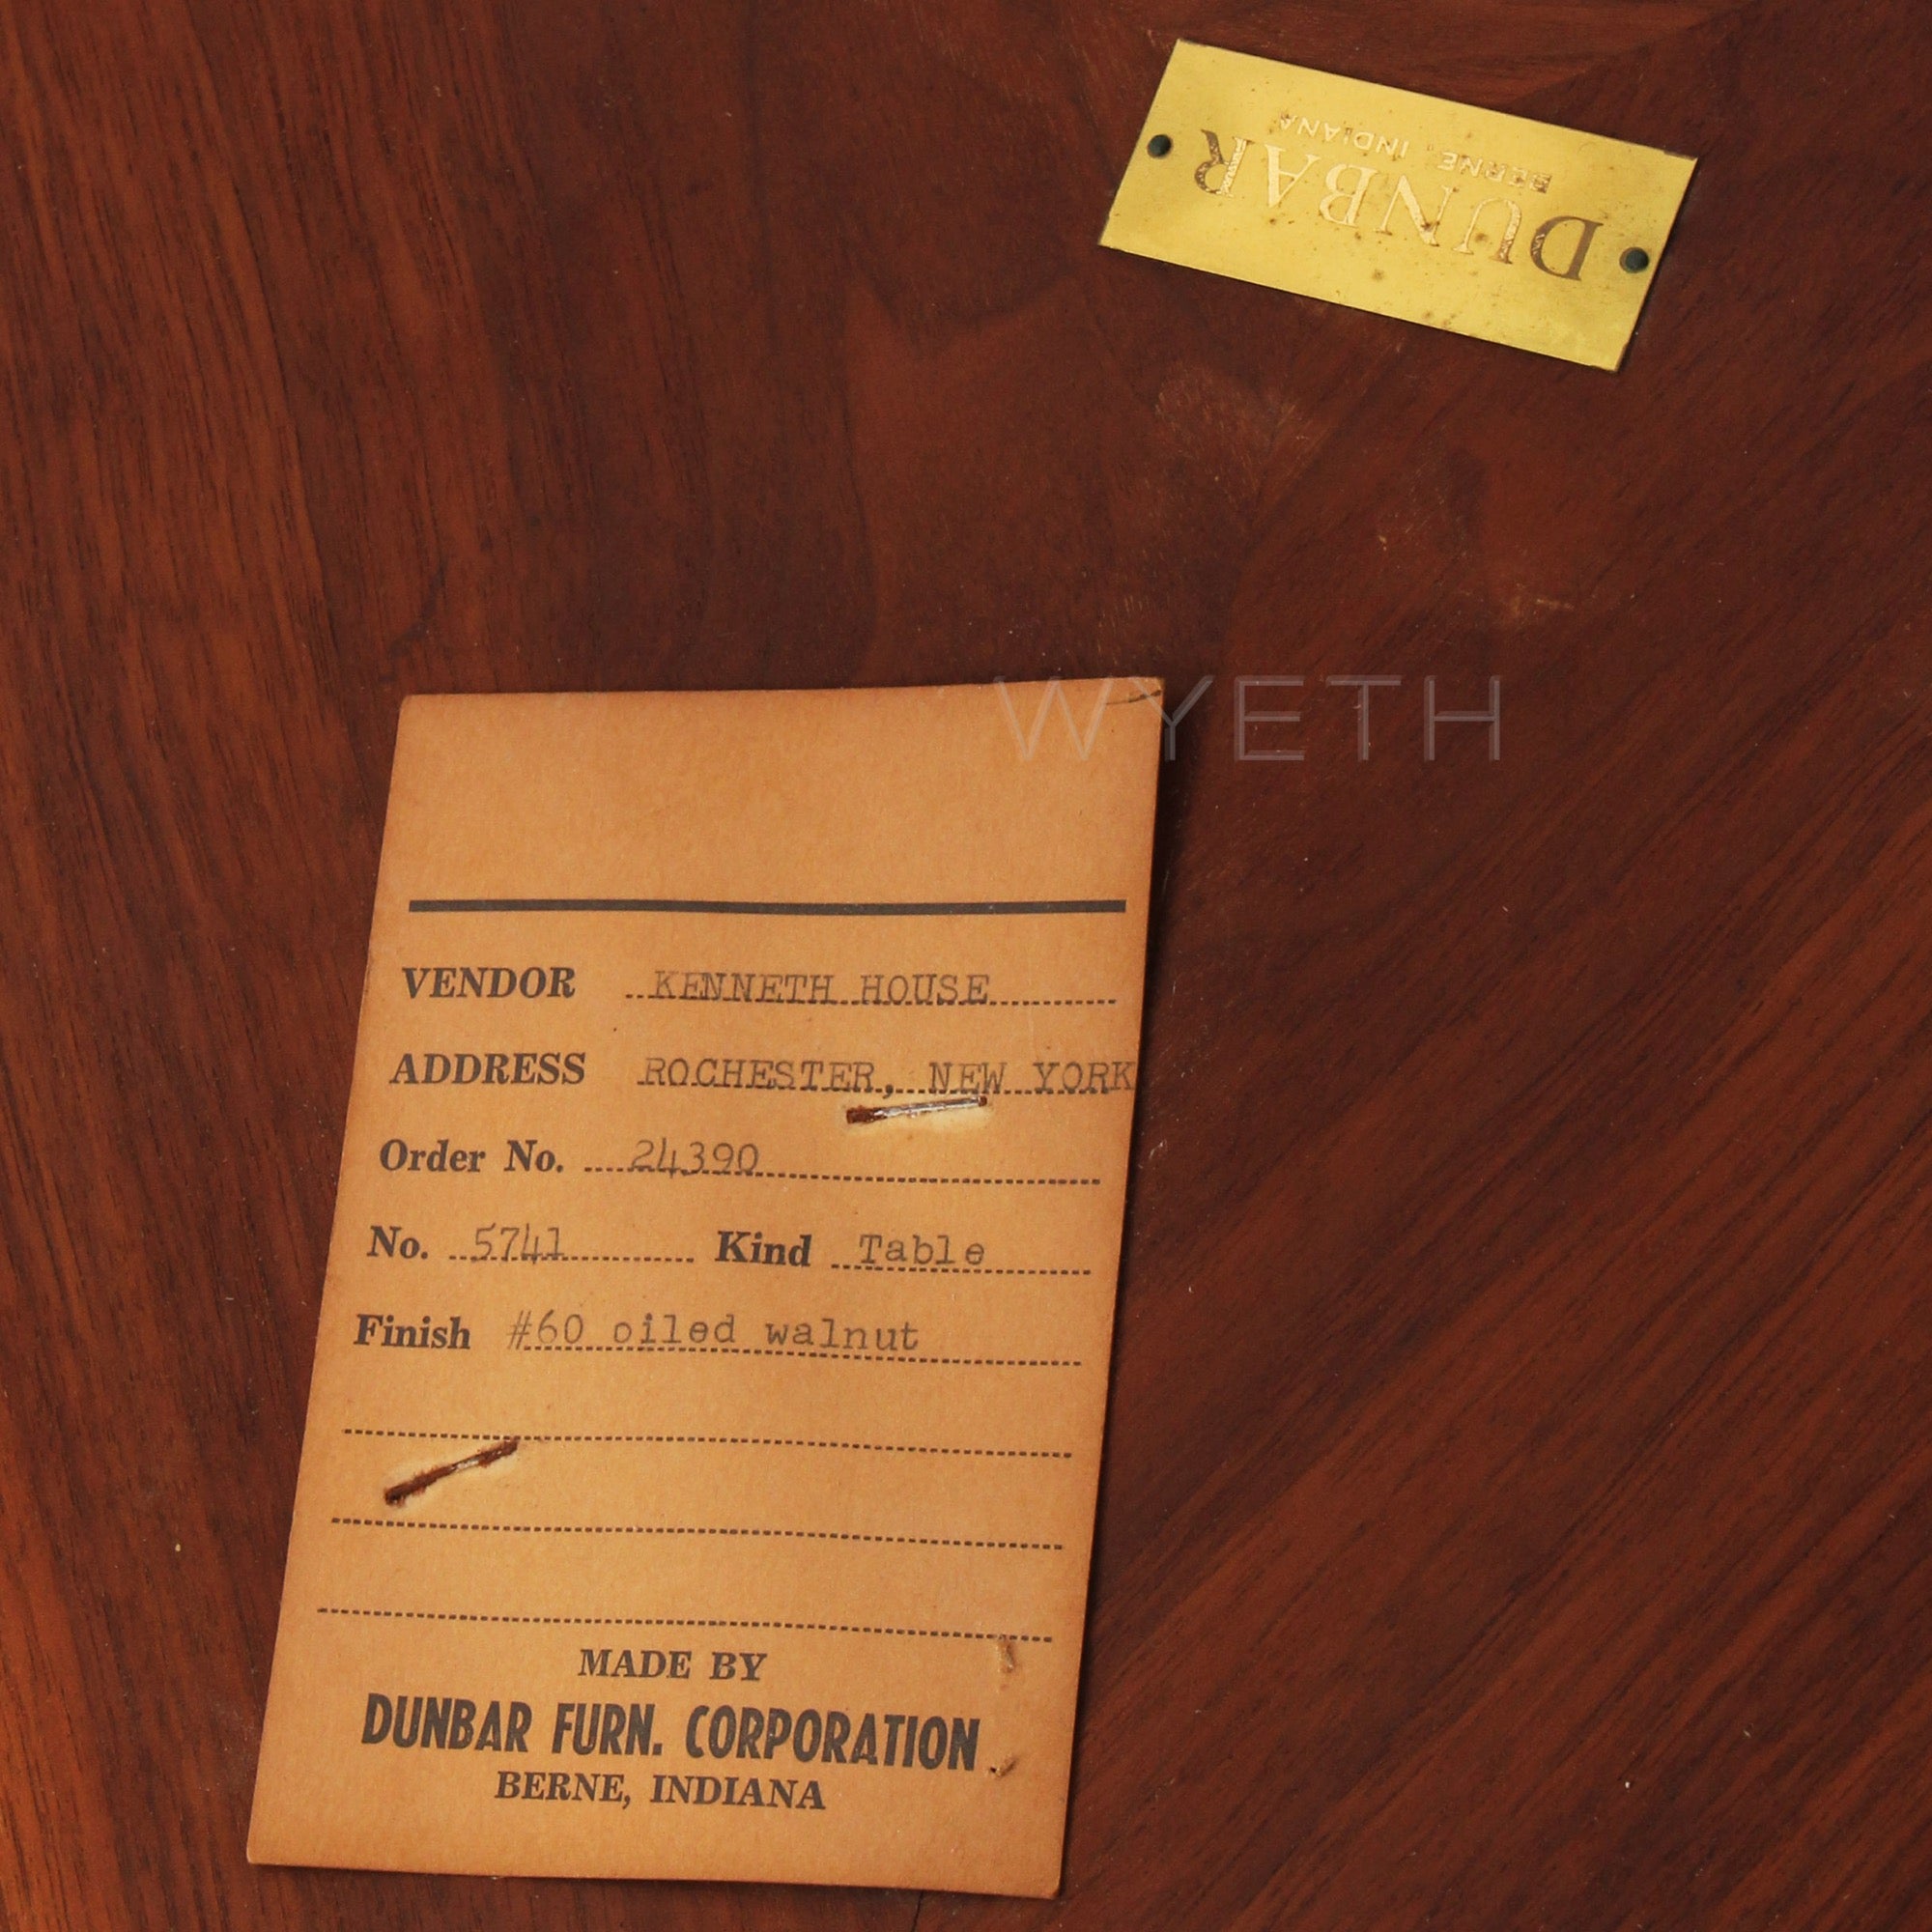 DUNBAR
BERNE, INDIANA
WYETH
VENDOR KENNETH HOUSE
ADDRESS ROCHESTER, NEW YORK
Order No. 24390
No. 5741 Kind Table
Finish #60 oiled walnut
MADE BY
DUNBAR FURN. CORPORATION
BERNE, INDIANA